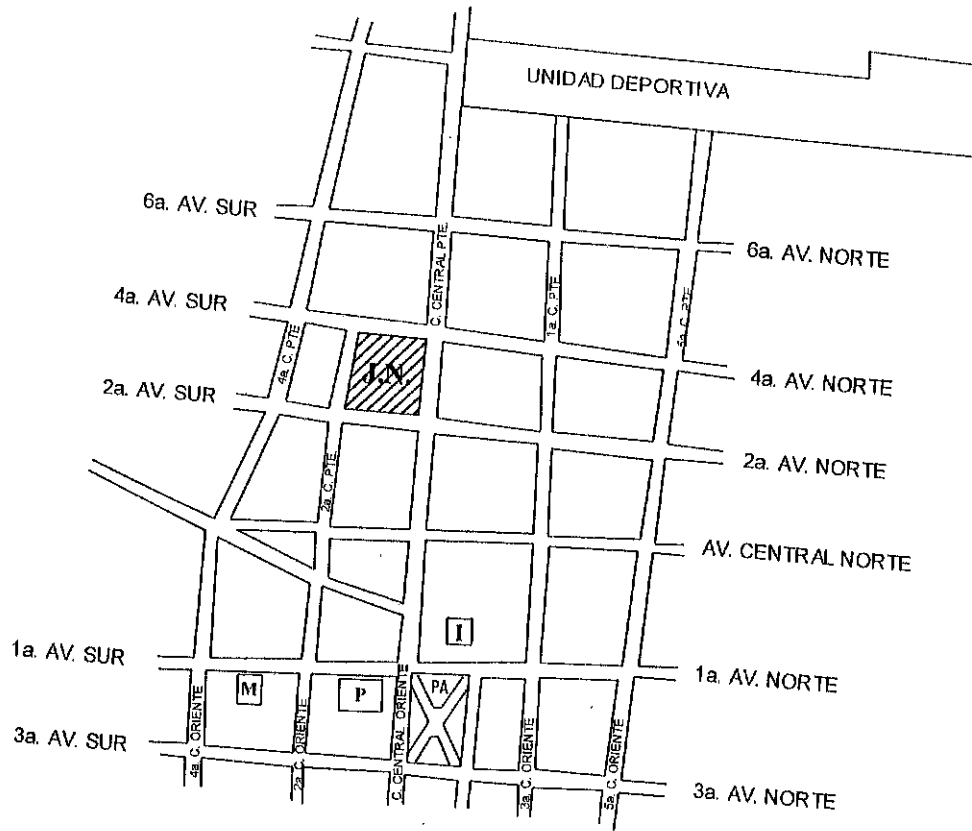 UNIDAD DEPORTIVA
6a. AV. SUR
C. CENTRAL PTE.
6a. AV. NORTE
4a. AV. SUR
1a. C. PTE
4a. C. PTE
J.N.
4a. AV. NORTE
2a. AV. SUR
2a. C. PTE
2a. AV. NORTE
AV. CENTRAL NORTE
I
1a. AV. SUR
M
P
PA
1a. AV. NORTE
4a. C. ORIENTE
2a. C. ORIENTE
C. CENTRAL ORIENTE
3a. C. ORIENTE
5a. C. ORIENTE
3a. AV. SUR
3a. AV. NORTE